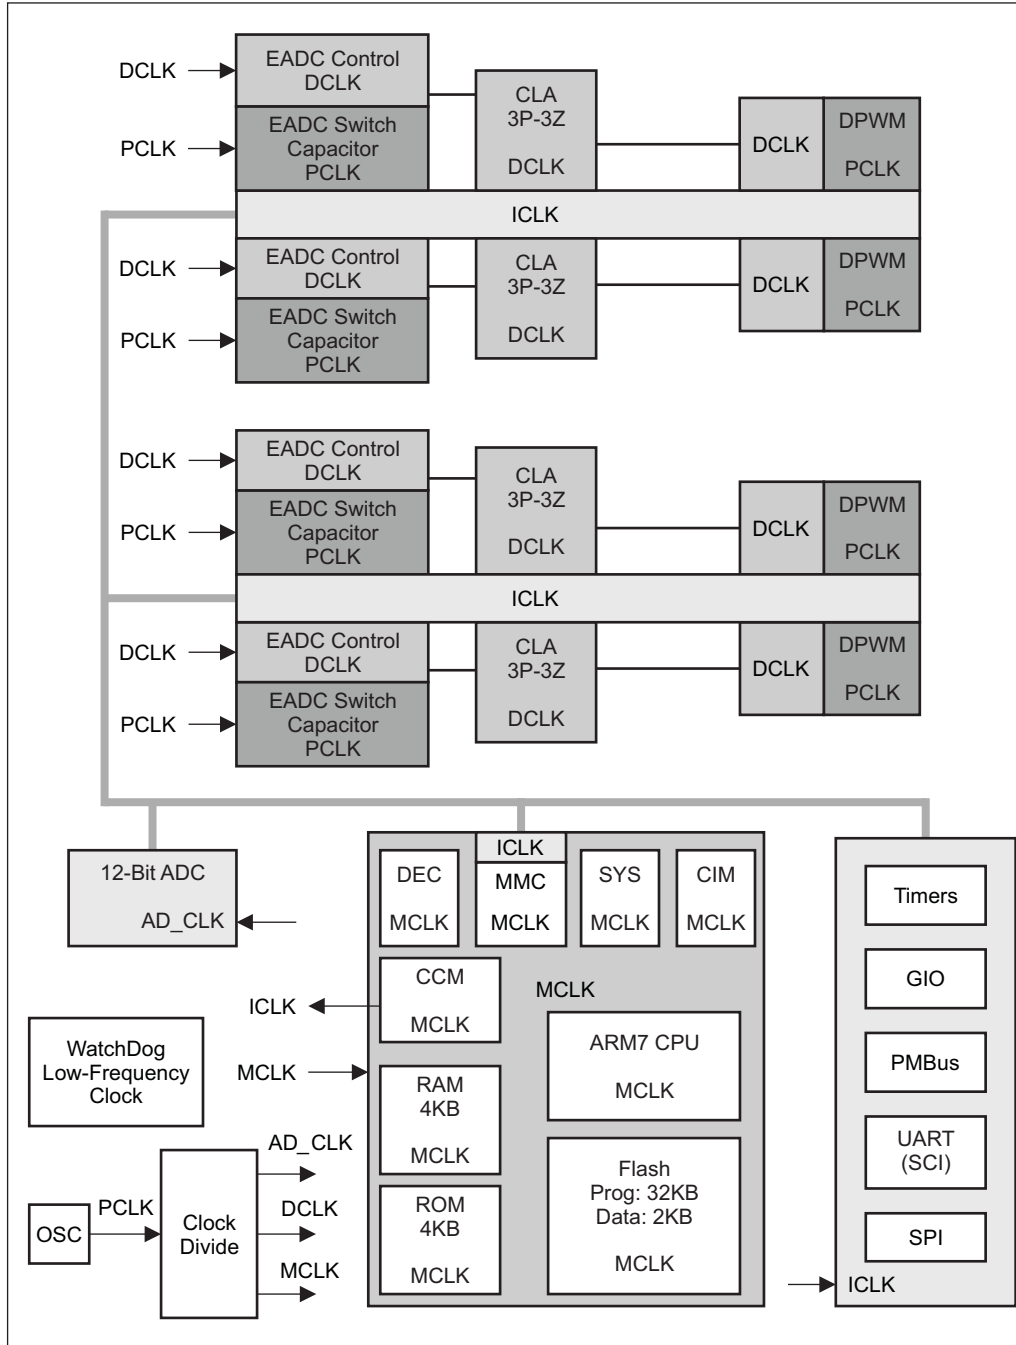 DCLK
EADC Control
DCLK
PCLK
EADC Switch
Capacitor
PCLK
CLA
3P-3Z
DCLK
DCLK
DPWM
PCLK
ICLK
DCLK
EADC Control
DCLK
PCLK
EADC Switch
Capacitor
PCLK
CLA
3P-3Z
DCLK
DCLK
DPWM
PCLK
DCLK
EADC Control
DCLK
PCLK
EADC Switch
Capacitor
PCLK
CLA
3P-3Z
DCLK
DCLK
DPWM
PCLK
ICLK
DCLK
EADC Control
DCLK
PCLK
EADC Switch
Capacitor
PCLK
CLA
3P-3Z
DCLK
DCLK
DPWM
PCLK
12-Bit ADC
AD_CLK
DEC
MCLK
ICLK
MMC
MCLK
SYS
MCLK
CIM
MCLK
ICLK
CCM
MCLK
MCLK
ARM7 CPU
MCLK
MCLK
RAM
4KB
MCLK
ROM
4KB
MCLK
Flash
Prog: 32KB
Data: 2KB
MCLK
WatchDog
Low-Frequency
Clock
OSC
PCLK
Clock
Divide
AD_CLK
DCLK
MCLK
Timers
GIO
PMBus
UART
(SCI)
SPI
ICLK